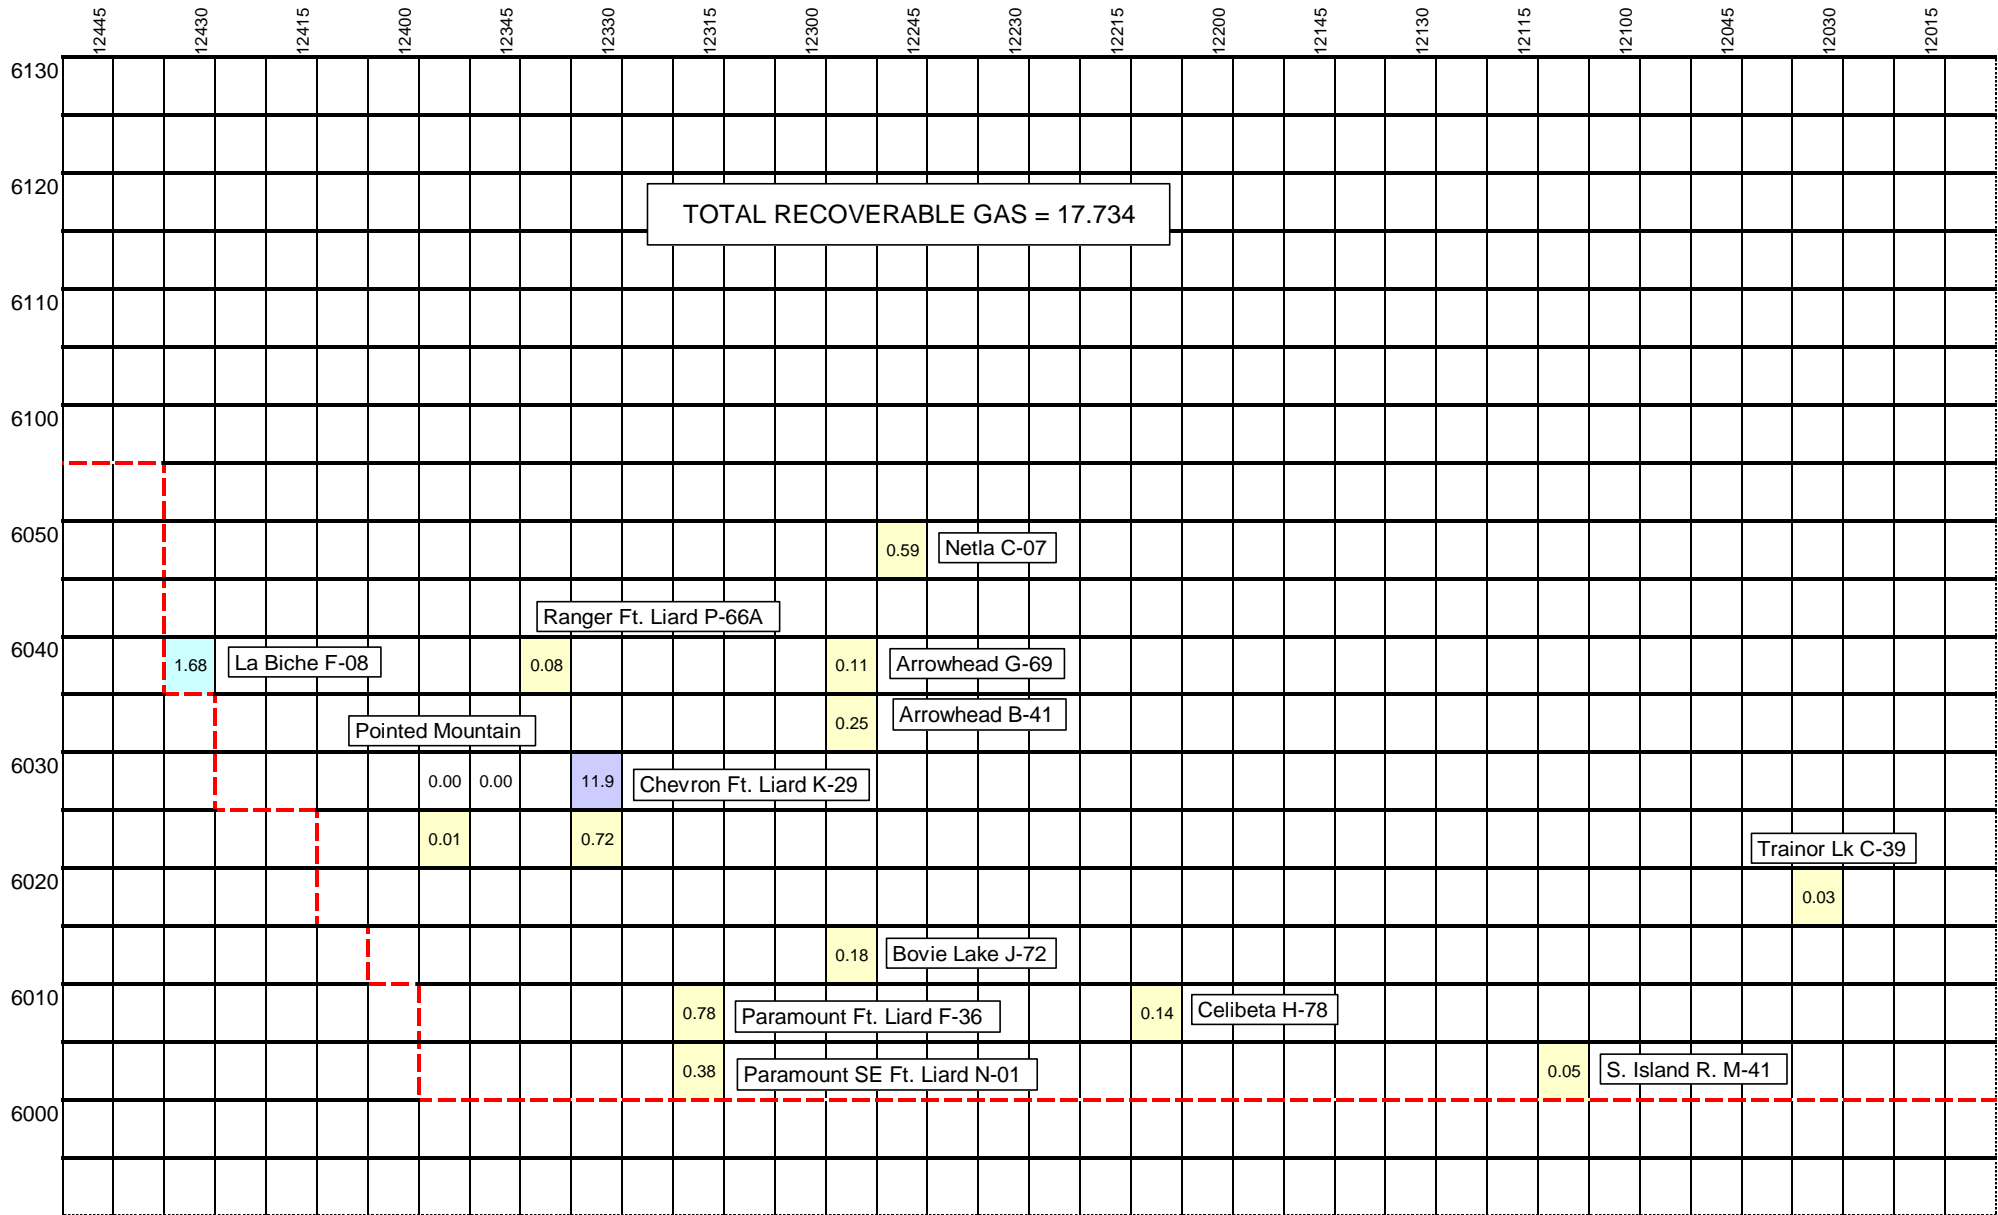 12445
12430
12415
12400
12345
12330
12315
12300
12245
12230
12215
12200
12145
12130
12115
12100
12045
12030
12015
6130
6120
TOTAL RECOVERABLE GAS = 17.734
6110
6100
6050
0.59 Netla C-07
Ranger Ft. Liard P-66A
6040
1.68 La Biche F-08 0.08 0.11 Arrowhead G-69
0.25 Arrowhead B-41
Pointed Mountain
6030
0.00 0.00 11.9 Chevron Ft. Liard K-29
0.01 0.72
Trainor Lk C-39
6020
0.03
0.18 Bovie Lake J-72
6010
0.78 Paramount Ft. Liard F-36 0.14 Celibeta H-78
0.38 Paramount SE Ft. Liard N-01 0.05 S. Island R. M-41
6000